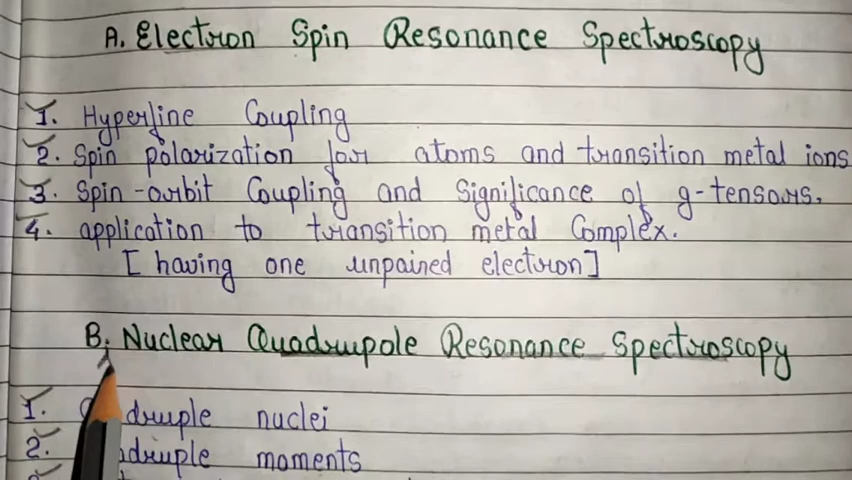 A. Electron Spin Resonance Spectroscopy
1. Hyperfine Coupling
2. Spin polarization for atoms and transition metal ions
3. Spin-orbit Coupling and Significance of g-tensors.
4. application to transition metal Complex.
[having one unpaired electron]
B. Nuclear Quadrupole Resonance Spectroscopy
1. nuclei
2. moments